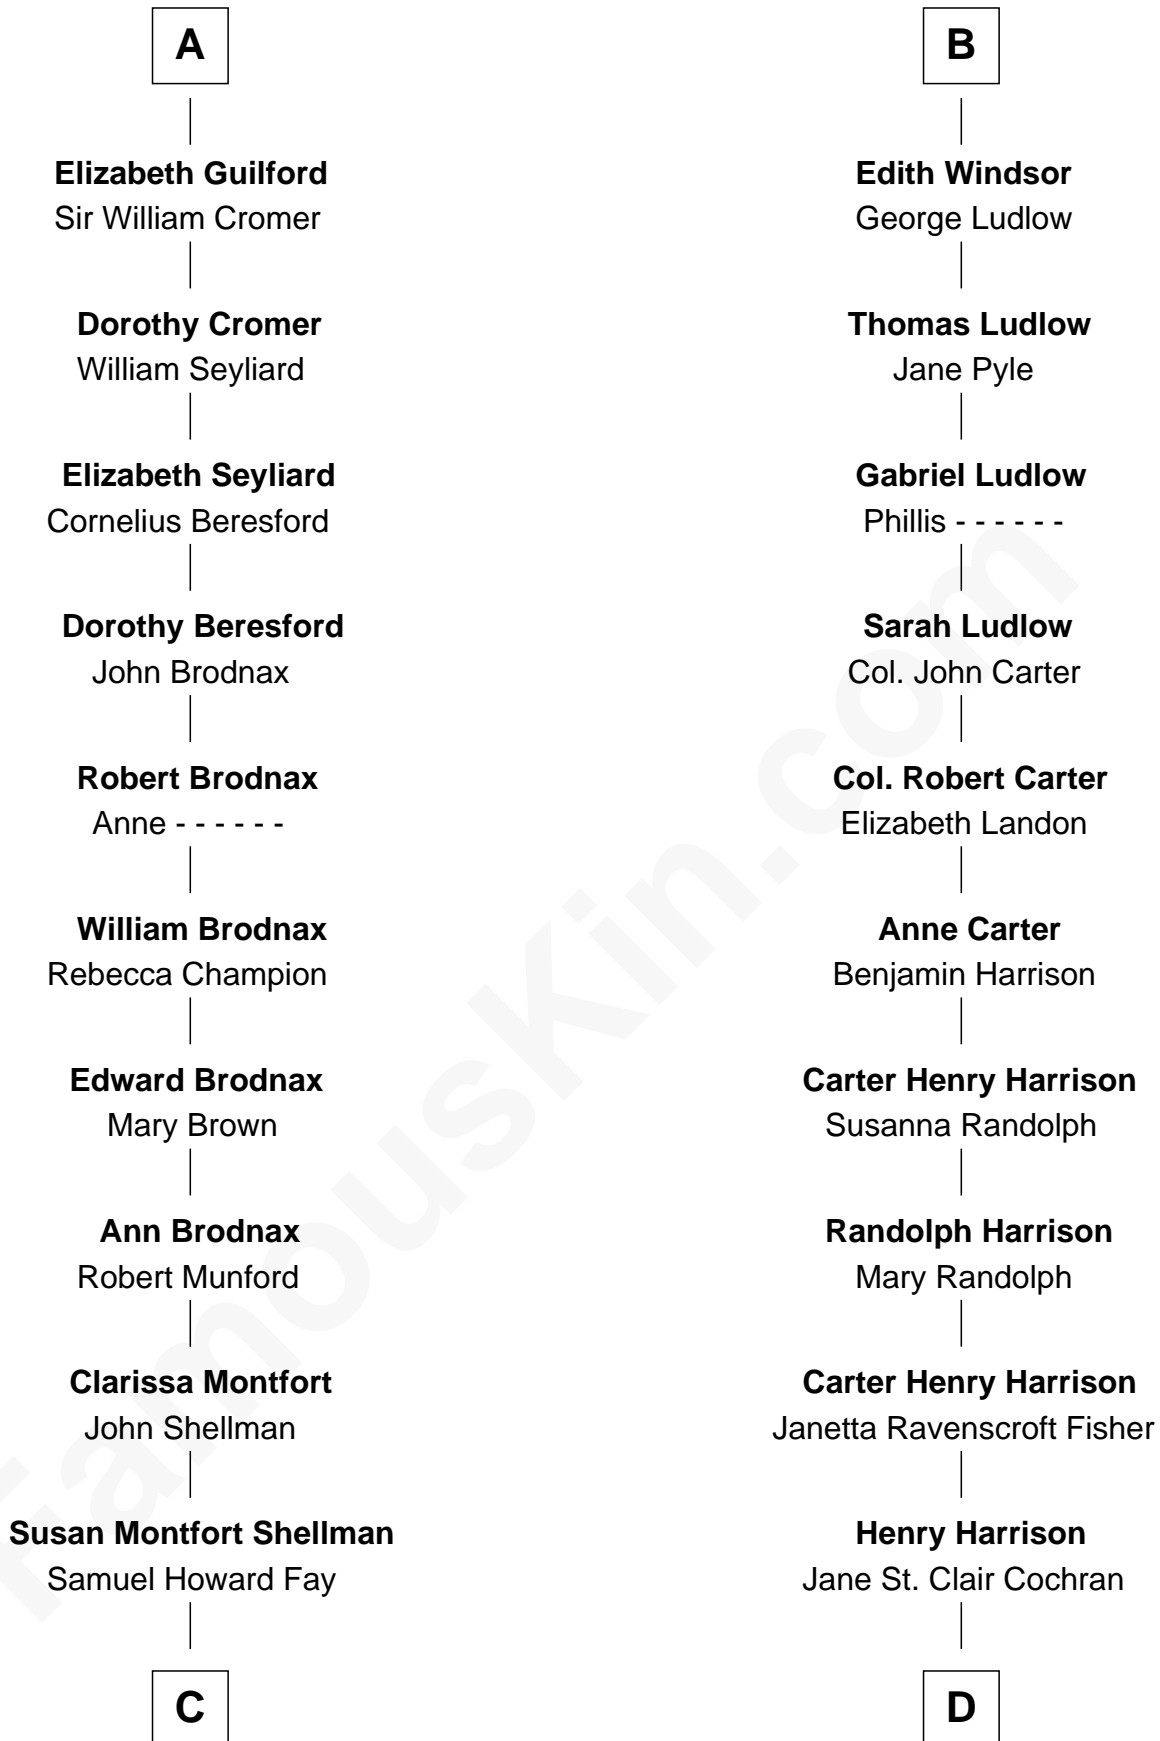 A
Elizabeth Guilford
Sir William Cromer
Dorothy Cromer
William Seyliard
Elizabeth Seyliard
Cornelius Beresford
Dorothy Beresford
John Brodnax
Robert Brodnax
Anne - - - - - -
William Brodnax
Rebecca Champion
Edward Brodnax
Mary Brown
Ann Brodnax
Robert Munford
Clarissa Montfort
John Shellman
Susan Montfort Shellman
Samuel Howard Fay
C
B
Edith Windsor
George Ludlow
Thomas Ludlow
Jane Pyle
Gabriel Ludlow
Phillis - - - - - -
Sarah Ludlow
Col. John Carter
Col. Robert Carter
Elizabeth Landon
Anne Carter
Benjamin Harrison
Carter Henry Harrison
Susanna Randolph
Randolph Harrison
Mary Randolph
Carter Henry Harrison
Janetta Ravenscroft Fisher
Henry Harrison
Jane St. Clair Cochran
D
FamousKin.com